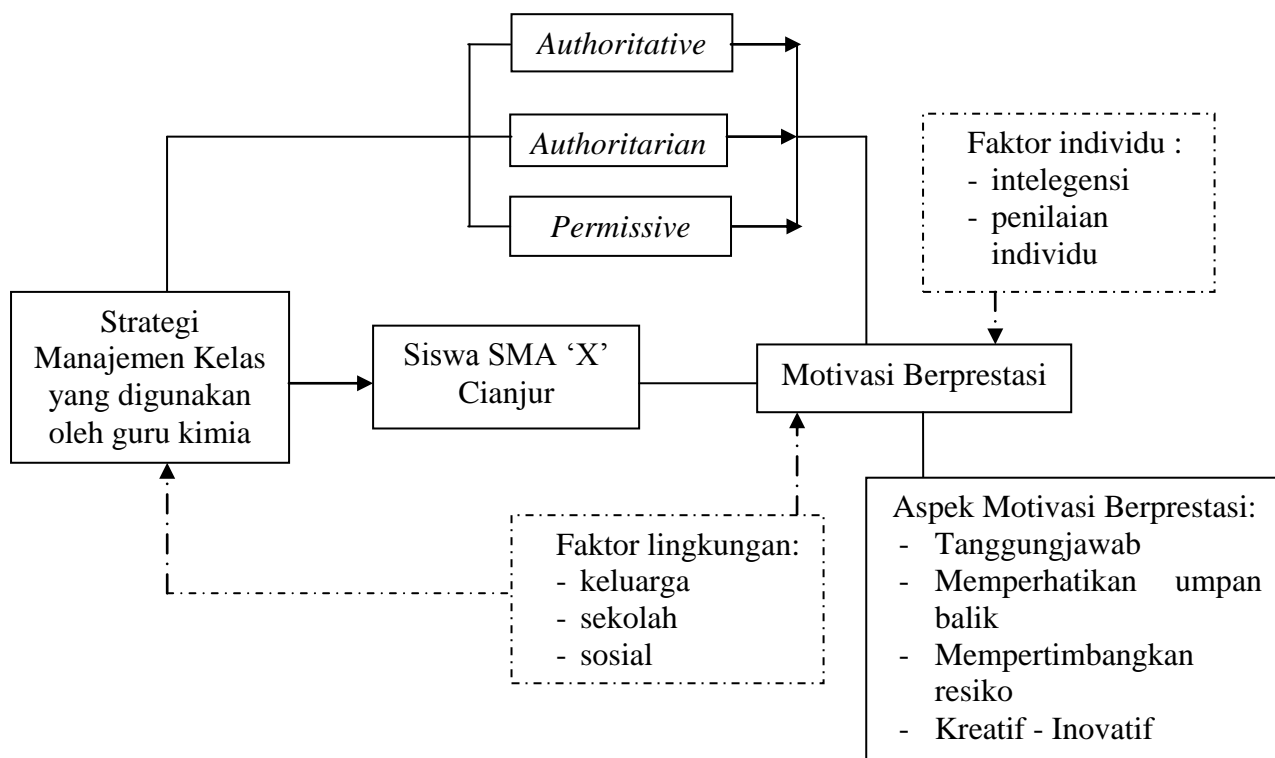 Authoritative
Authoritarian
Permissive
Faktor individu :
- intelegensi
- penilaian
individu
Strategi
Manajemen Kelas
yang digunakan
oleh guru kimia
Siswa SMA ‘X’
Cianjur
Motivasi Berprestasi
Faktor lingkungan:
- keluarga
- sekolah
- sosial
Aspek Motivasi Berprestasi:
- Tanggungjawab
- Memperhatikan umpan
balik
- Mempertimbangkan
resiko
- Kreatif - Inovatif